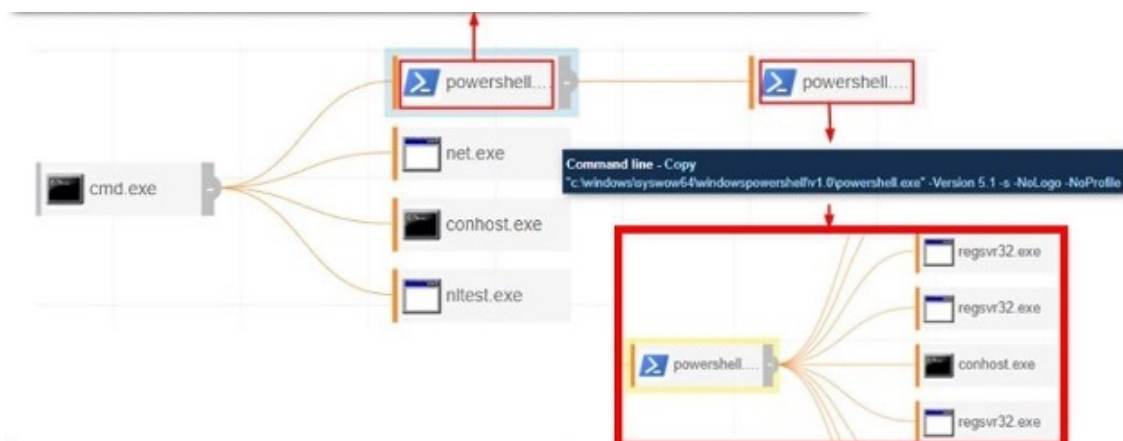 powershell....
powershell....
net.exe
Command line - Copy
"c:\windows\syswow64\windowspowershell\v1.0\powershell.exe" -Version 5.1 -s -NoLogo -NoProfile
cmd.exe
conhost.exe
regsvr32.exe
nltest.exe
regsvr32.exe
powershell....
conhost.exe
regsvr32.exe